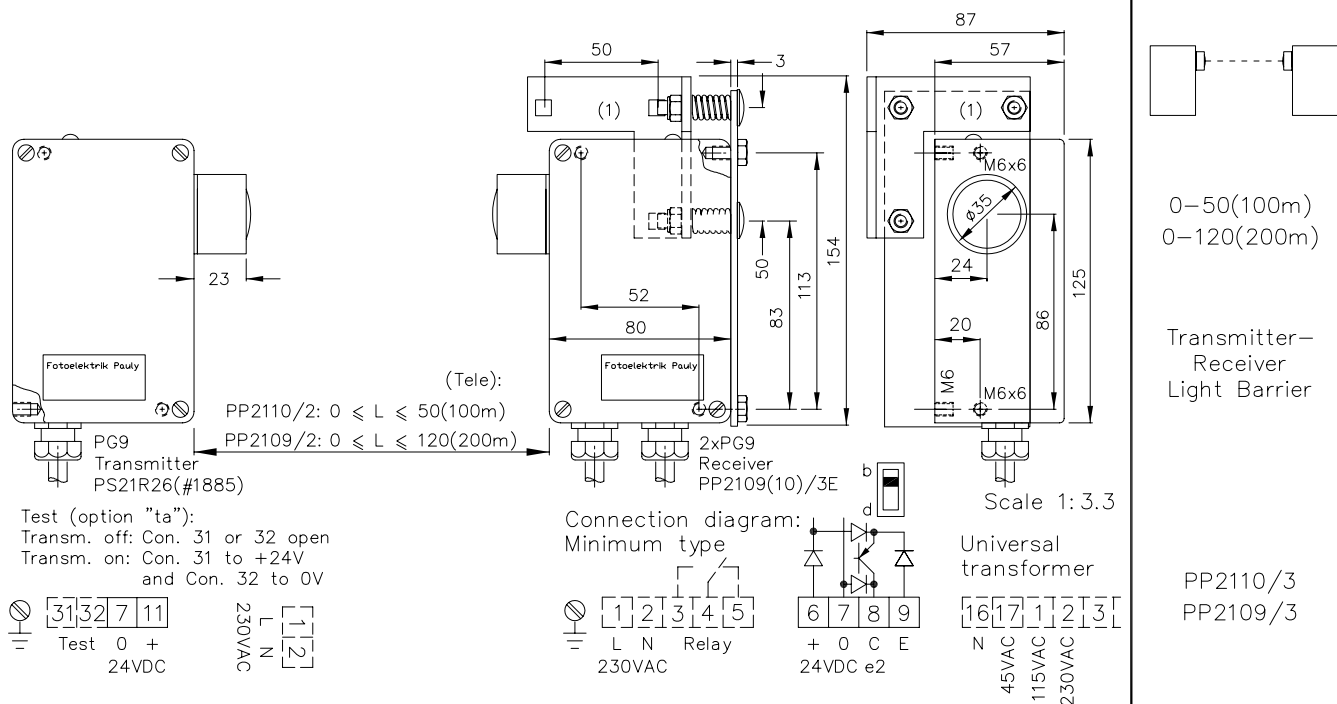 50
(1)
3
23
52
80
50
83
113
154
Fotoelektrik Pauly
Fotoelektrik Pauly
(Tele):
PP2110/2: 0 ⩽ L ⩽ 50(100m)
PP2109/2: 0 ⩽ L ⩽ 120(200m)
PG9
Transmitter
PS21R26(#1885)
2xPG9
Receiver
PP2109(10)/3E
87
57
(1)
M6x6
ø35
24
20
86
125
M6
M6x6
Scale 1:3.3
Test (option "ta"):
Transm. off: Con. 31 or 32 open
Transm. on: Con. 31 to +24V
and Con. 32 to 0V
31 32 7 11
Test 0 +
24VDC
1 2
L N
230VAC
Connection diagram:
Minimum type
1 2 3 4 5
L N Relay
230VAC
b
d
6 7 8 9
+ 0 C E
24VDC e2
Universal
transformer
16 17 1 2 3
N 45VAC 115VAC 230VAC
0-50(100m)
0-120(200m)
Transmitter-
Receiver
Light Barrier
PP2110/3
PP2109/3